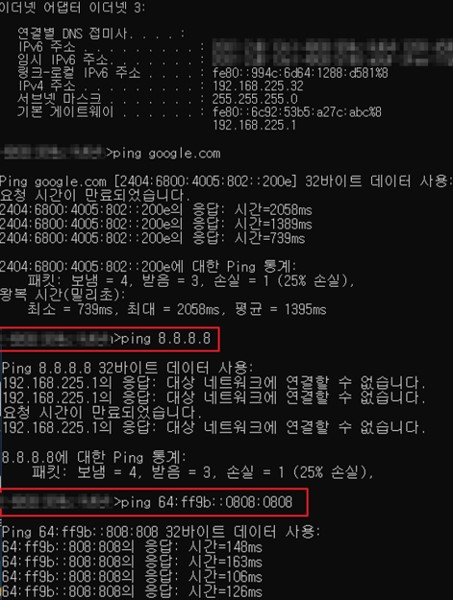 이더넷 어댑터 이더넷 3:
연결별 DNS 접미사. . . . :
IPv6 주소 . . . . . . . . . :
임시 IPv6 주소 . . . . . . . :
링크-로컬 IPv6 주소 . . . . : fe80::994c:6d64:1288:d581%8
IPv4 주소 . . . . . . . . . : 192.168.225.32
서브넷 마스크 . . . . . . . : 255.255.255.0
기본 게이트웨이 . . . . . . : fe80::6c92:53b5:a27c:abc%8
192.168.225.1
>ping google.com
Ping google.com [2404:6800:4005:802::200e] 32바이트 데이터 사용:
요청 시간이 만료되었습니다.
2404:6800:4005:802::200e의 응답: 시간=2058ms
2404:6800:4005:802::200e의 응답: 시간=1389ms
2404:6800:4005:802::200e의 응답: 시간=739ms
2404:6800:4005:802::200e에 대한 Ping 통계:
패킷: 보냄 = 4, 받음 = 3, 손실 = 1 (25% 손실),
왕복 시간(밀리초):
최소 = 739ms, 최대 = 2058ms, 평균 = 1395ms
>ping 8.8.8.8
Ping 8.8.8.8 32바이트 데이터 사용:
192.168.225.1의 응답: 대상 네트워크에 연결할 수 없습니다.
192.168.225.1의 응답: 대상 네트워크에 연결할 수 없습니다.
요청 시간이 만료되었습니다.
192.168.225.1의 응답: 대상 네트워크에 연결할 수 없습니다.
8.8.8.8에 대한 Ping 통계:
패킷: 보냄 = 4, 받음 = 3, 손실 = 1 (25% 손실),
>ping 64:ff9b::0808:0808
Ping 64:ff9b::808:808 32바이트 데이터 사용:
64:ff9b::808:808의 응답: 시간=148ms
64:ff9b::808:808의 응답: 시간=163ms
64:ff9b::808:808의 응답: 시간=106ms
64:ff9b::808:808의 응답: 시간=126ms